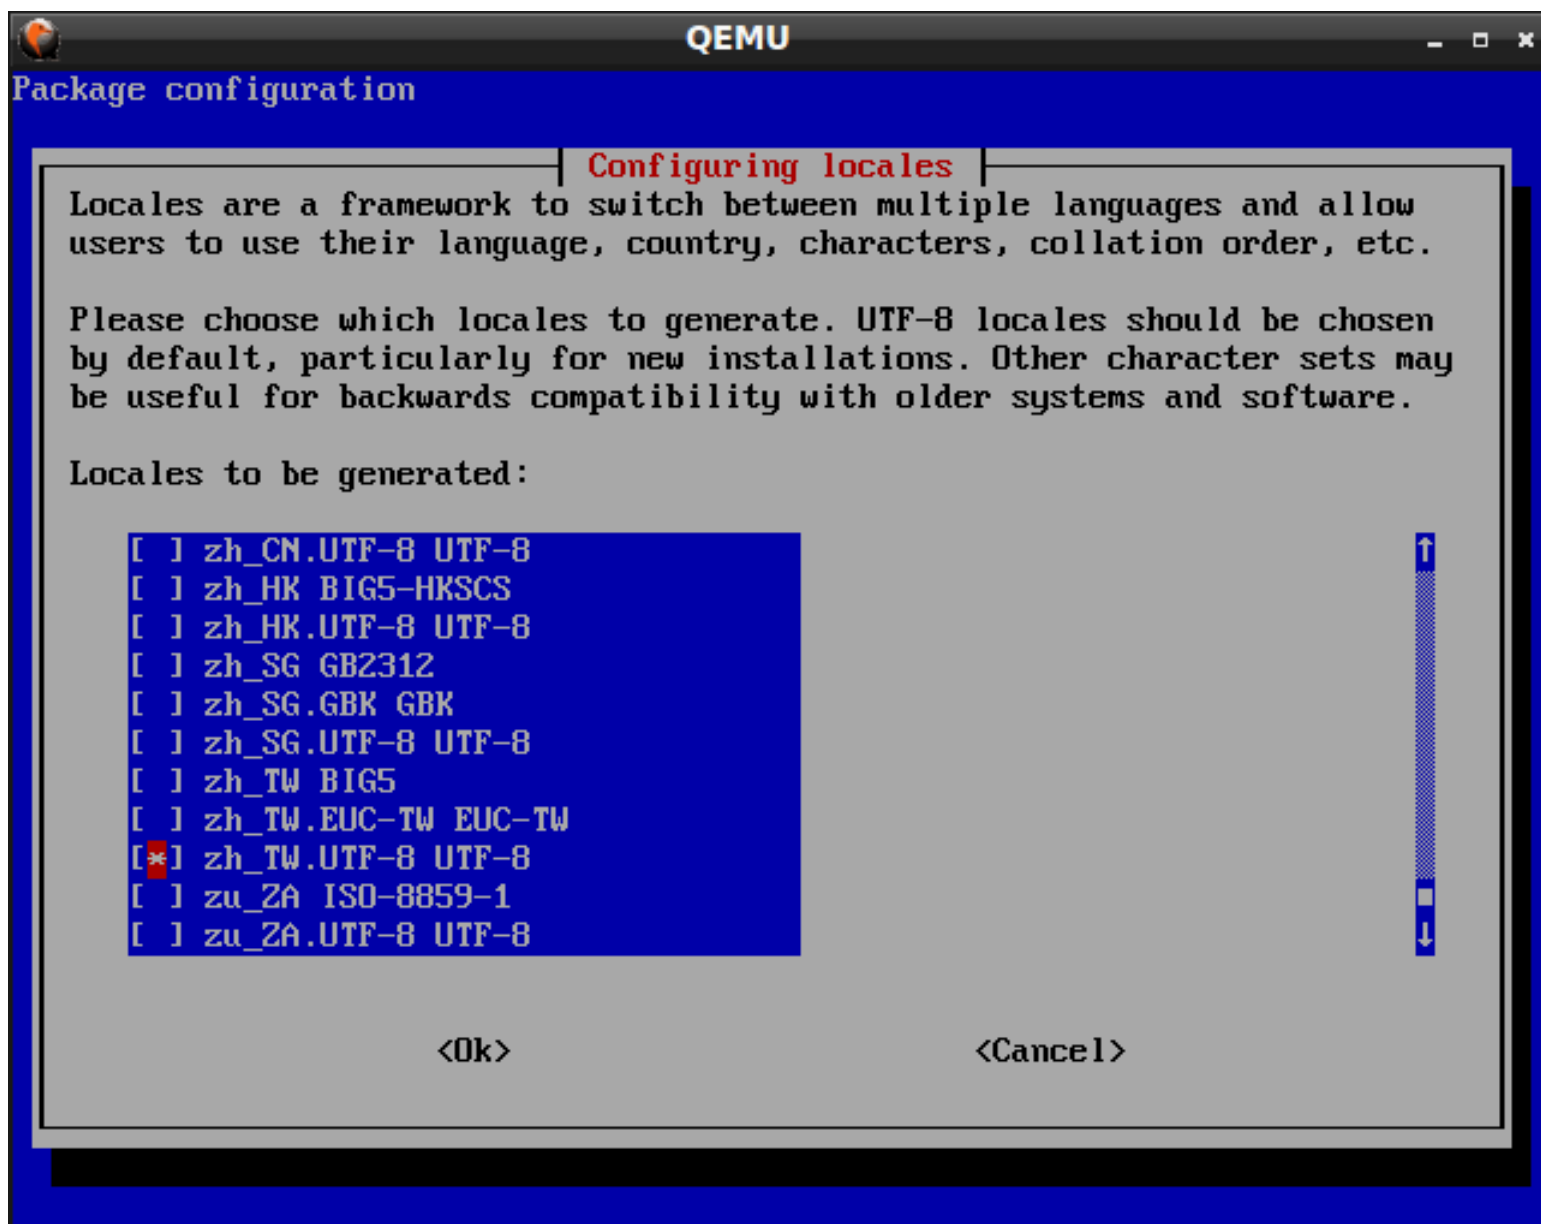 QEMU
Package configuration
Configuring locales
Locales are a framework to switch between multiple languages and allow
users to use their language, country, characters, collation order, etc.
Please choose which locales to generate. UTF-8 locales should be chosen
by default, particularly for new installations. Other character sets may
be useful for backwards compatibility with older systems and software.
Locales to be generated:
[ ] zh_CN.UTF-8 UTF-8
[ ] zh_HK BIG5-HKSCS
[ ] zh_HK.UTF-8 UTF-8
[ ] zh_SG GB2312
[ ] zh_SG.GBK GBK
[ ] zh_SG.UTF-8 UTF-8
[ ] zh_TW BIG5
[ ] zh_TW.EUC-TW EUC-TW
[*] zh_TW.UTF-8 UTF-8
[ ] zu_ZA ISO-8859-1
[ ] zu_ZA.UTF-8 UTF-8
<Ok> <Cancel>